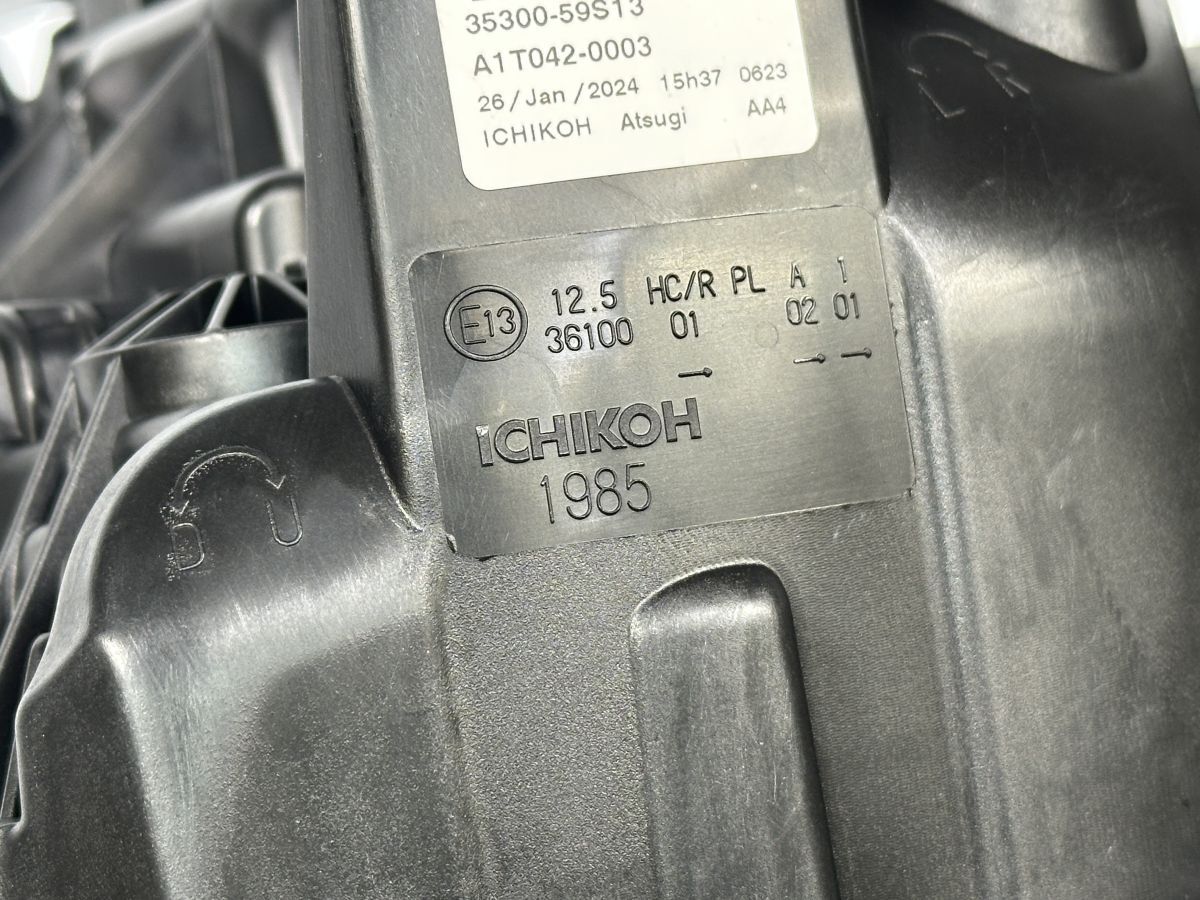 35300-59S13
A1T042-0003
26/Jan/2024 15h37 0623
ICHIKOH Atsugi AA4
L R
E13 12.5 HC/R PL A 1
36100 01 02 01
→ → →
ICHIKOH
1985
D U